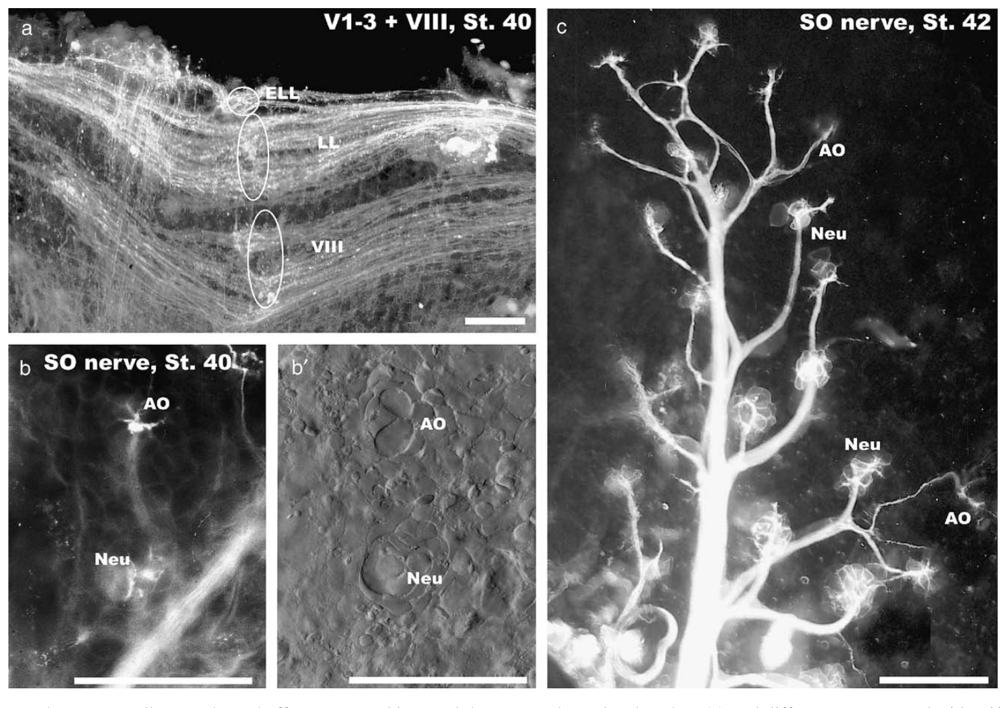 a
V1-3 + VIII, St. 40
ELL
LL
VIII
b
SO nerve, St. 40
AO
Neu
b′
AO
Neu
c
SO nerve, St. 42
AO
Neu
Neu
AO